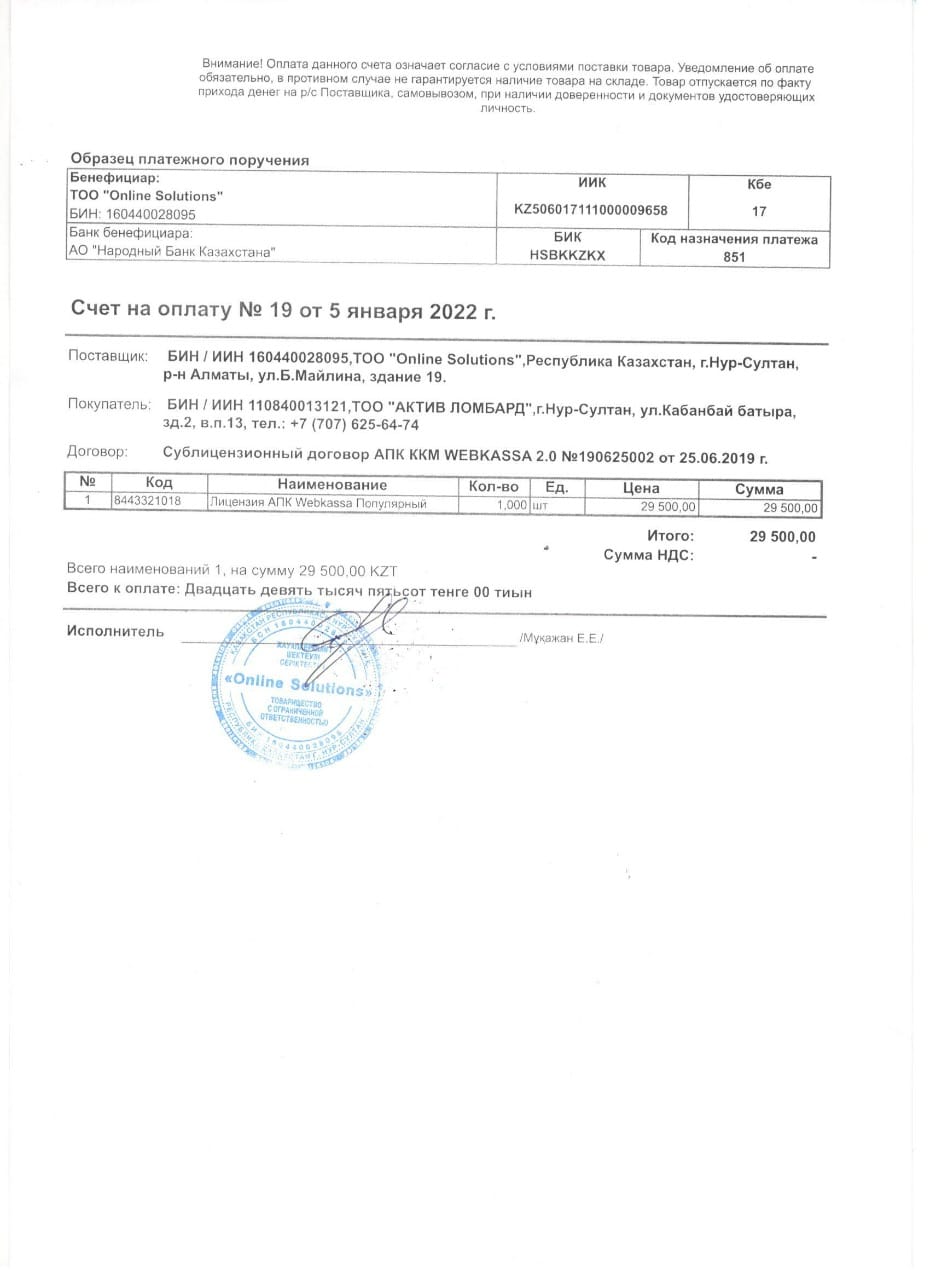 Внимание! Оплата данного счета означает согласие с условиями поставки товара. Уведомление об оплате
обязательно, в противном случае не гарантируется наличие товара на складе. Товар отпускается по факту
прихода денег на р/с Поставщика, самовывозом, при наличии доверенности и документов удостоверяющих
личность.
Образец платежного поручения
Бенефициар: ИИК Кбе
ТОО "Online Solutions"
БИН: 160440028095 KZ506017111000009658 17
Банк бенефициара: БИК Код назначения платежа
АО "Народный Банк Казахстана" HSBKKZKX 851
Счет на оплату № 19 от 5 января 2022 г.
Поставщик: БИН / ИИН 160440028095,ТОО "Online Solutions",Республика Казахстан, г.Нур-Султан,
р-н Алматы, ул.Б.Майлина, здание 19.
Покупатель: БИН / ИИН 110840013121,ТОО "АКТИВ ЛОМБАРД",г.Нур-Султан, ул.Кабанбай батыра,
зд.2, в.п.13, тел.: +7 (707) 625-64-74
Договор: Сублицензионный договор АПК ККМ WEBKASSA 2.0 №190625002 от 25.06.2019 г.
№ Код Наименование Кол-во Ед. Цена Сумма
1 8443321018 Лицензия АПК Webkassa Популярный 1,000 шт 29 500,00 29 500,00
Итого: 29 500,00
Сумма НДС: -
Всего наименований 1, на сумму 29 500,00 KZT
Всего к оплате: Двадцать девять тысяч пятьсот тенге 00 тиын
Исполнитель /Мұқажан Е.Е./
ШЕКТЕУЛІ
«Online Solutions»
ТОВАРИЩЕСТВО
С ОГРАНИЧЕННОЙ
ОТВЕТСТВЕННОСТЬЮ
БИН 160440028095